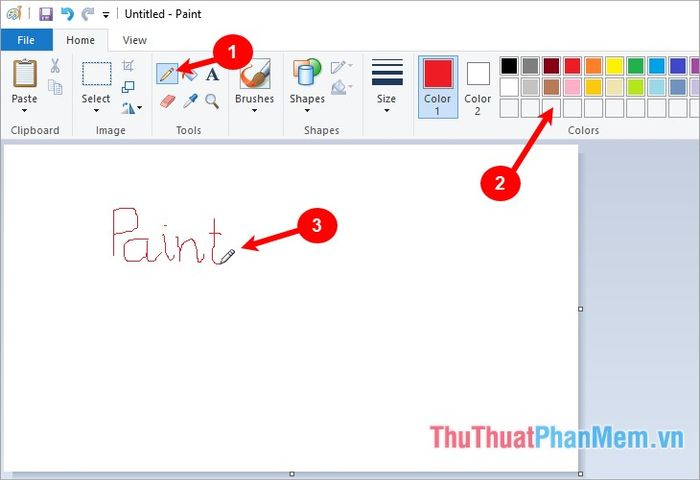 Untitled - Paint
File Home View
1
Paste Select A Brushes Shapes Size Color 1 Color 2
Clipboard Image Tools Shapes Colors
2
3
Paint
ThuThuatPhanMem.vn